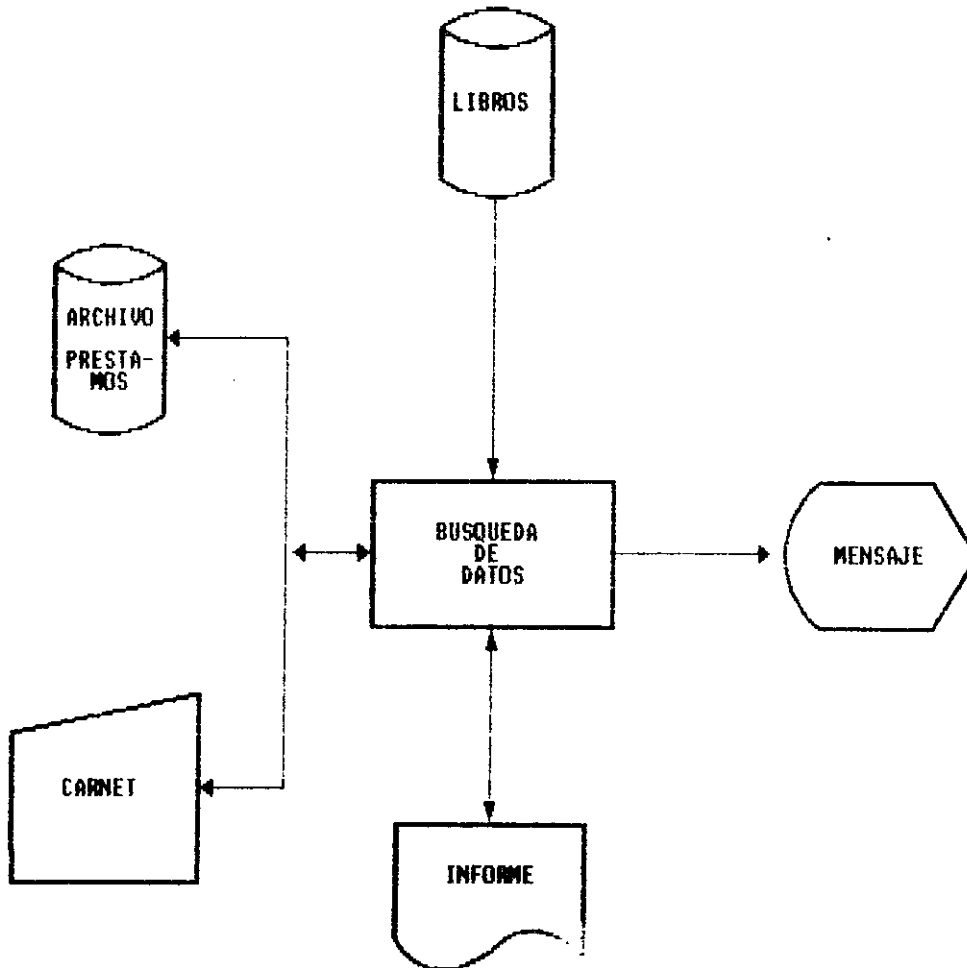 LIBROS
ARCHIVO
PRESTA-
MOS
BUSQUEDA
DE
DATOS
MENSAJE
CARNET
INFORME